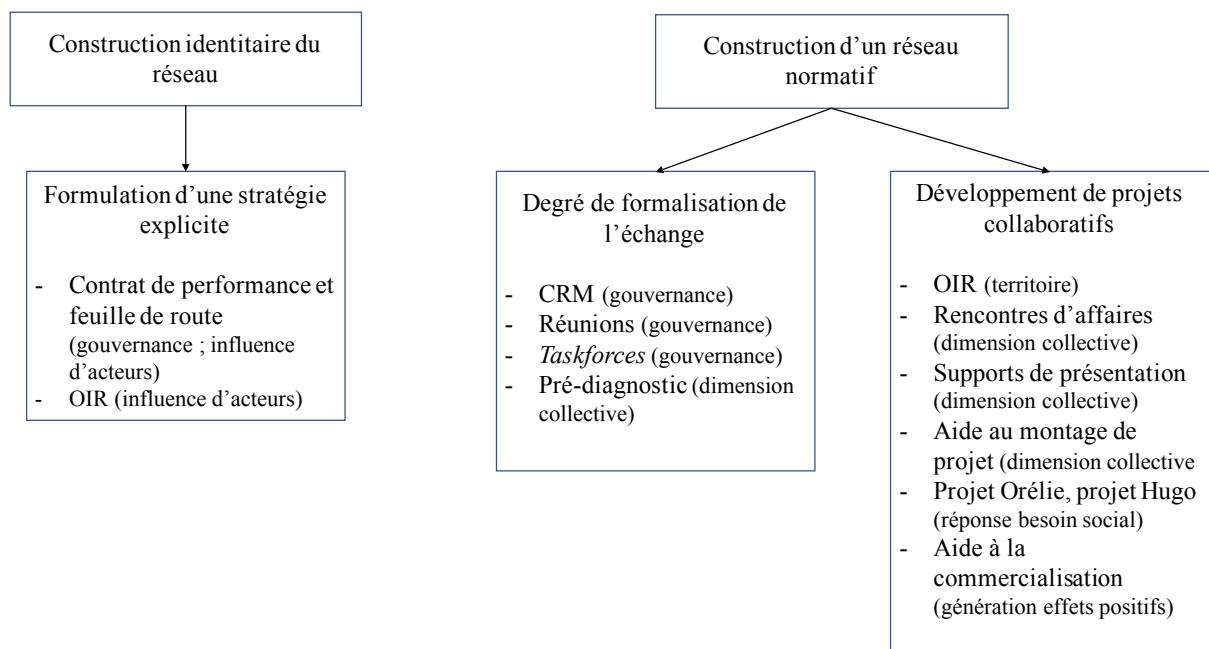 Construction identitaire du
réseau
Construction d’un réseau
normatif
Formulation d’une stratégie
explicite
- Contrat de performance et
feuille de route
(gouvernance ; influence
d’acteurs)
- OIR (influence d’acteurs)
Degré de formalisation de
l’échange
- CRM (gouvernance)
- Réunions (gouvernance)
- Taskforces (gouvernance)
- Pré-diagnostic (dimension
collective)
Développement de projets
collaboratifs
- OIR (territoire)
- Rencontres d’affaires
(dimension collective)
- Supports de présentation
(dimension collective)
- Aide au montage de
projet (dimension collective
- Projet Orélie, projet Hugo
(réponse besoin social)
- Aide à la
commercialisation
(génération effets positifs)